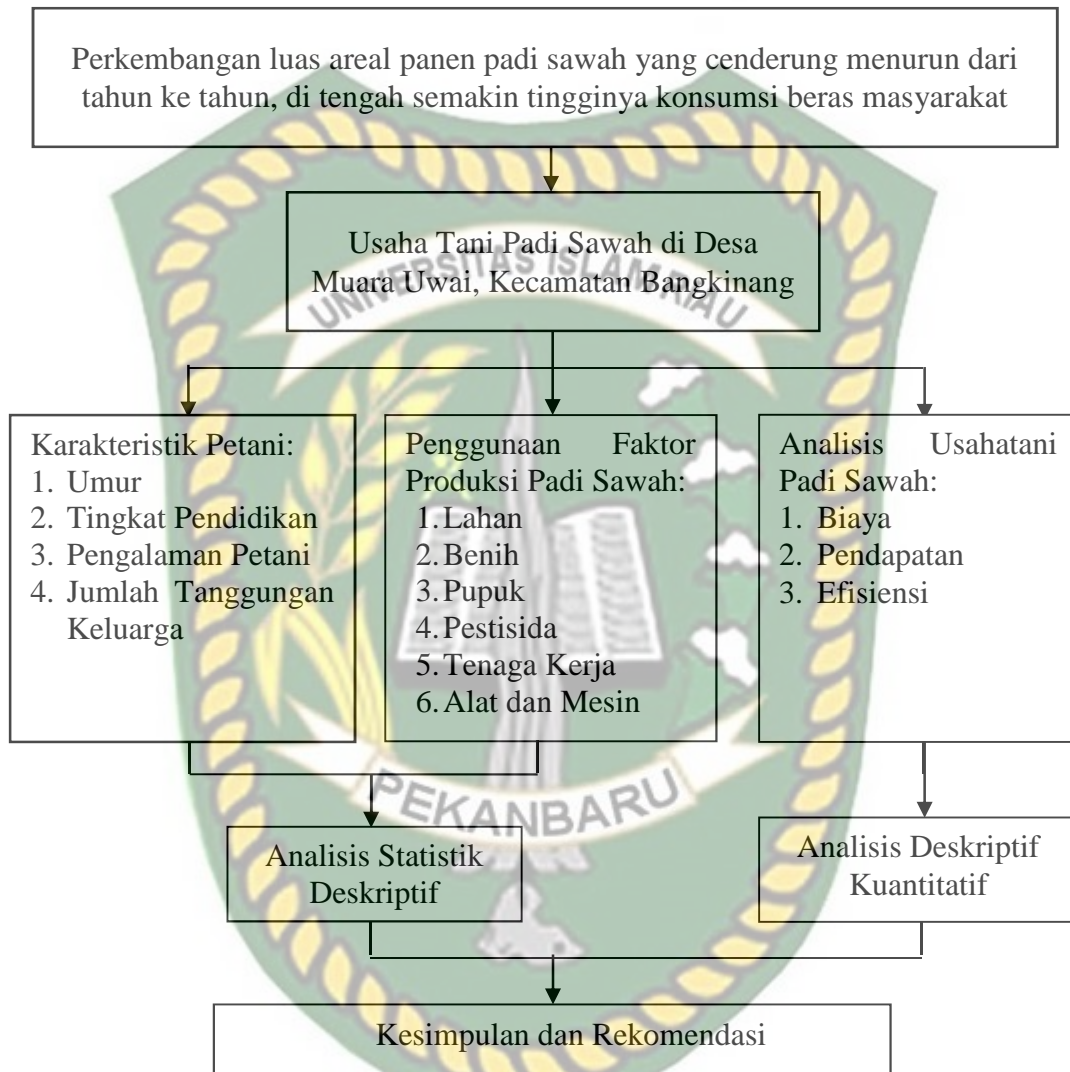 Perkembangan luas areal panen padi sawah yang cenderung menurun dari
tahun ke tahun, di tengah semakin tingginya konsumsi beras masyarakat
Usaha Tani Padi Sawah di Desa
Muara Uwai, Kecamatan Bangkinang
UNIVERSITAS ISLAM RIAU
Karakteristik Petani:
1. Umur
2. Tingkat Pendidikan
3. Pengalaman Petani
4. Jumlah Tanggungan
Keluarga
Penggunaan Faktor
Produksi Padi Sawah:
1. Lahan
2. Benih
3. Pupuk
4. Pestisida
5. Tenaga Kerja
6. Alat dan Mesin
Analisis Usahatani
Padi Sawah:
1. Biaya
2. Pendapatan
3. Efisiensi
PEKANBARU
Analisis Statistik
Deskriptif
Analisis Deskriptif
Kuantitatif
Kesimpulan dan Rekomendasi